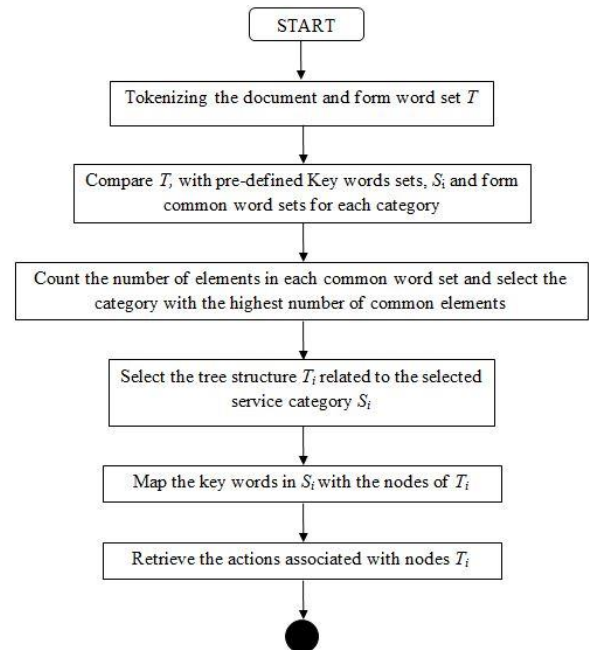 START
Tokenizing the document and form word set T
Compare T, with pre-defined Key words sets, Si and form
common word sets for each category
Count the number of elements in each common word set and select the
category with the highest number of common elements
Select the tree structure Ti related to the selected
service category Si
Map the key words in Si with the nodes of Ti
Retrieve the actions associated with nodes Ti